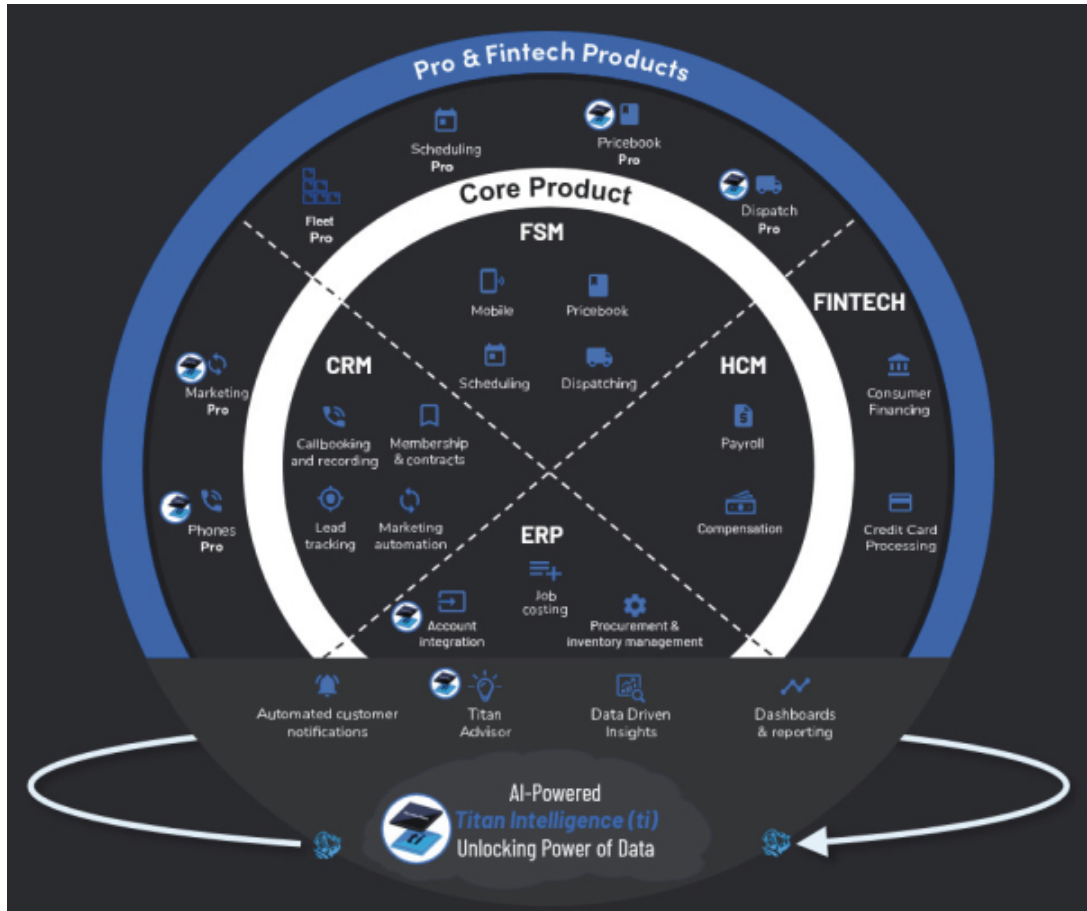 Pro & Fintech Products
Scheduling
Pro
Pricebook
Pro
Fleet
Pro
Dispatch
Pro
Core Product
FSM
Mobile
Pricebook
Scheduling
Dispatching
FINTECH
Consumer
Financing
Credit Card
Processing
CRM
Callbooking
and recording
Membership
& contracts
Lead
tracking
Marketing
automation
HCM
Payroll
Compensation
Marketing
Pro
Phones
Pro
ERP
Job
costing
Account
integration
Procurement &
inventory management
Automated customer
notifications
Titan
Advisor
Data Driven
Insights
Dashboards
& reporting
AI-Powered
Titan Intelligence (ti)
Unlocking Power of Data
ti